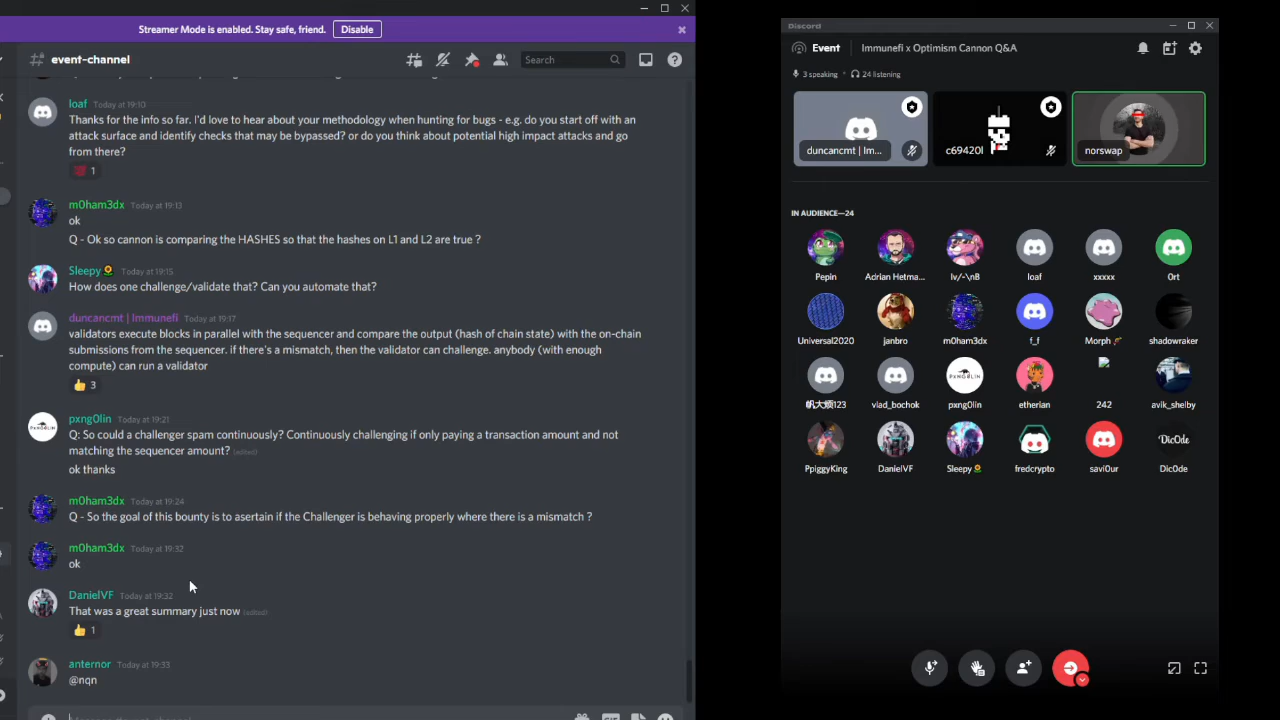 Streamer Mode is enabled. Stay safe, friend.
Disable
event-channel
Search
loaf Today at 19:10
Thanks for the info so far. I'd love to hear about your methodology when hunting for bugs - e.g. do you start off with an
attack surface and identify checks that may be bypassed? or do you think about potential high impact attacks and go
from there?
1
m0ham3dx Today at 19:13
ok
Q - Ok so cannon is comparing the HASHES so that the hashes on L1 and L2 are true ?
Sleepy🌻 Today at 19:15
How does one challenge/validate that? Can you automate that?
duncancmt | Immunefi Today at 19:17
validators execute blocks in parallel with the sequencer and compare the output (hash of chain state) with the on-chain
submissions from the sequencer. if there's a mismatch, then the validator can challenge. anybody (with enough
compute) can run a validator
👍 3
pxng0lin Today at 19:21
Q: So could a challenger spam continuously? Continuously challenging if only paying a transaction amount and not
matching the sequencer amount? (edited)
ok thanks
m0ham3dx Today at 19:24
Q - So the goal of this bounty is to asertain if the Challenger is behaving properly where there is a mismatch ?
m0ham3dx Today at 19:32
ok
DanielVF Today at 19:32
That was a great summary just now (edited)
👍 1
anternor Today at 19:33
@nqn
Discord
Event Immunefi x Optimism Cannon Q&A
3 speaking · 24 listening
duncancmt | Im... c69420l norswap
IN AUDIENCE—24
Pepin Adrian Hetma... lv/-\nB loaf xxxxx 0rt
Universal2020 janbro m0ham3dx f_f Morph shadowraker
vlad_bochok pxng0lin etherian 242 avik_shelby
PpiggyKing DanielVF Sleepy🌻 fredcrypto savi0ur Dic0de